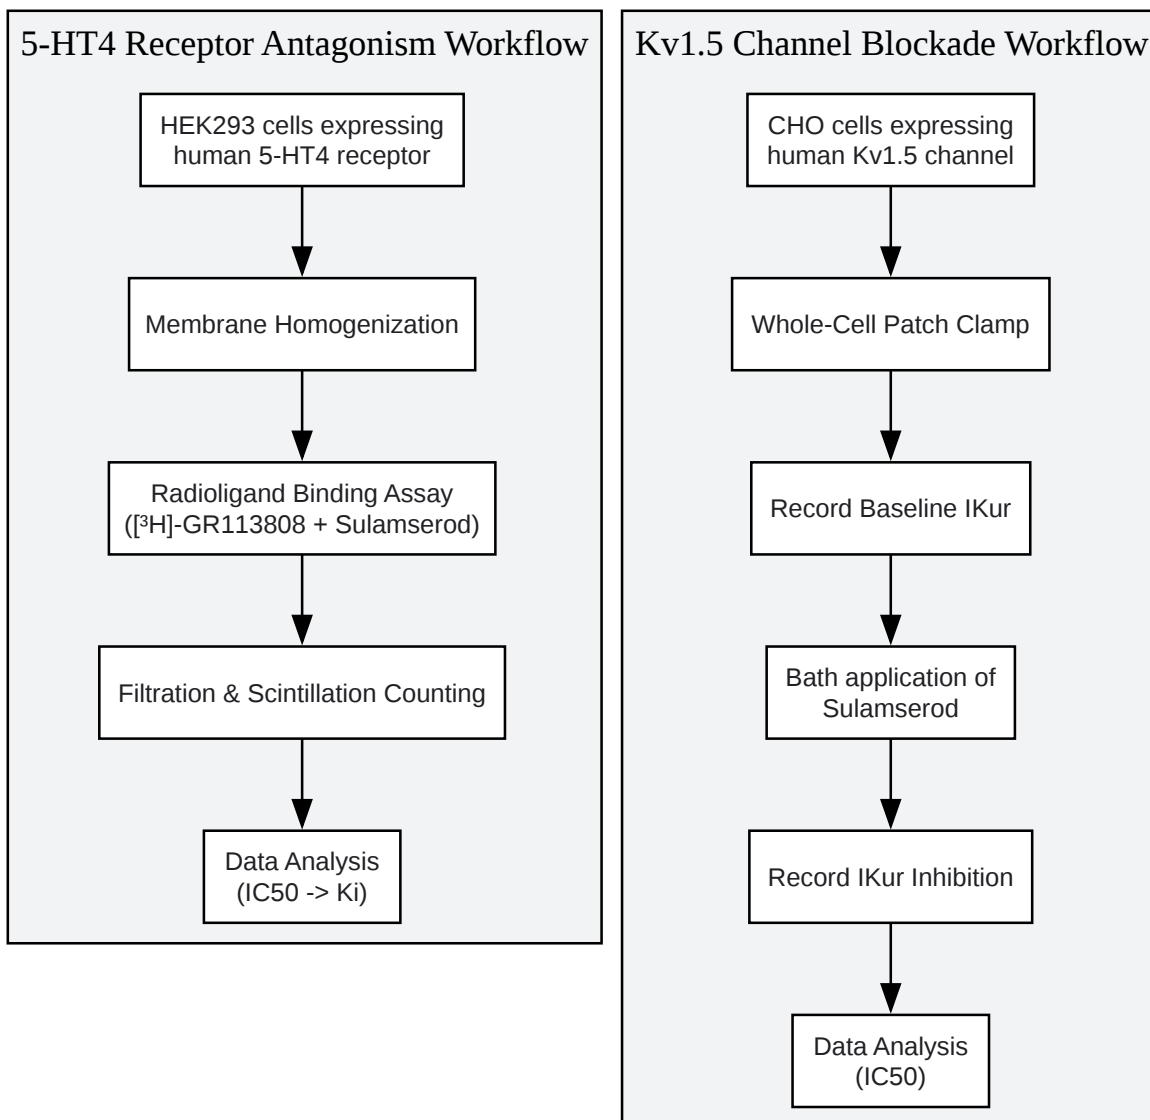 5-HT4 Receptor Antagonism Workflow
HEK293 cells expressing
human 5-HT4 receptor
Membrane Homogenization
Radioligand Binding Assay
([³H]-GR113808 + Sulamserod)
Filtration & Scintillation Counting
Data Analysis
(IC50 -> Ki)
Kv1.5 Channel Blockade Workflow
CHO cells expressing
human Kv1.5 channel
Whole-Cell Patch Clamp
Record Baseline IKur
Bath application of
Sulamserod
Record IKur Inhibition
Data Analysis
(IC50)